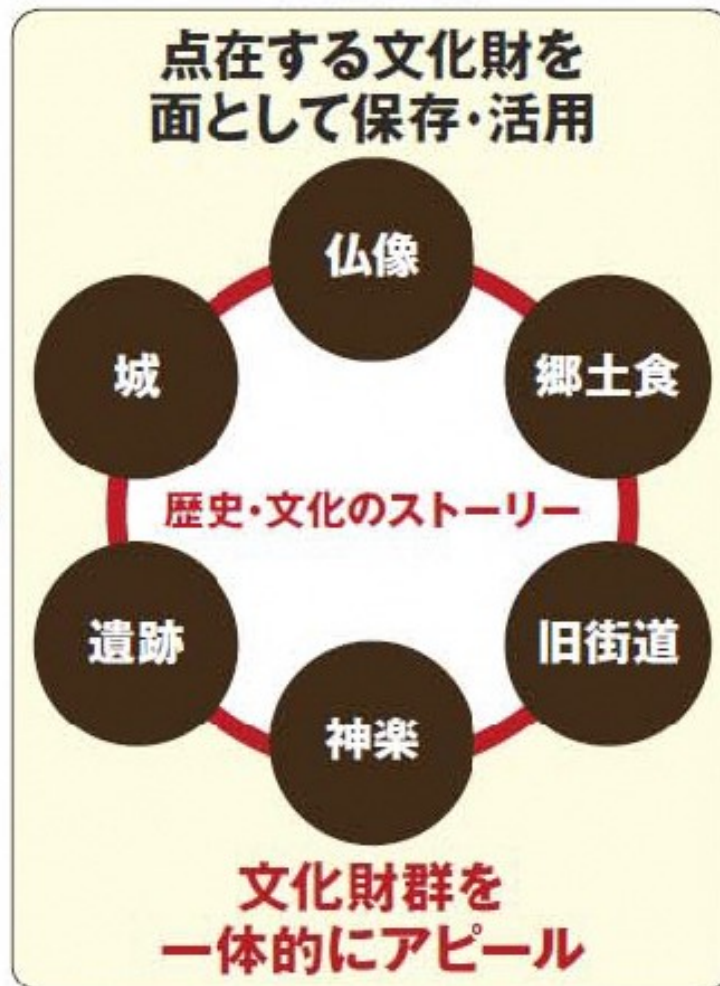 点在する文化財を
面として保存・活用
仏像
城
郷土食
歴史・文化のストーリー
遺跡
旧街道
神楽
文化財群を
一体的にアピール